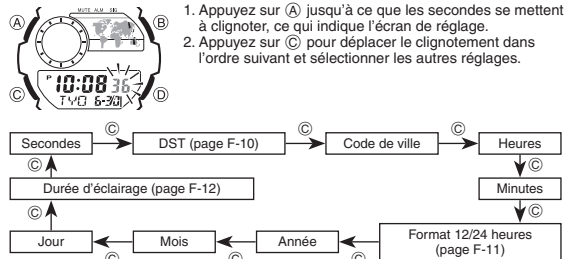 MUTE ALM SIG
1. Appuyez sur Ⓐ jusqu'à ce que les secondes se mettent
à clignoter, ce qui indique l'écran de réglage.
2. Appuyez sur Ⓒ pour déplacer le clignotement dans
l'ordre suivant et sélectionner les autres réglages.
Ⓐ Ⓑ
P 10:08 36
TYO 6-30
Ⓒ Ⓓ
Ⓒ Ⓒ Ⓒ
Secondes DST (page F-10) Code de ville Heures
Ⓒ Ⓒ
Durée d'éclairage (page F-12) Minutes
Ⓒ Ⓒ
Jour Mois Année Format 12/24 heures
(page F-11)
Ⓒ Ⓒ Ⓒ